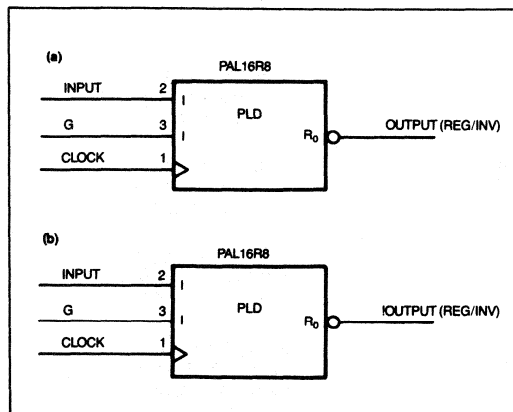 (a)
PAL16R8
INPUT 2 I
PLD
G 3 I
R0
OUTPUT (REG/INV)
CLOCK 1
(b)
PAL16R8
INPUT 2 I
PLD
G 3 I
R0
!OUTPUT (REG/INV)
CLOCK 1